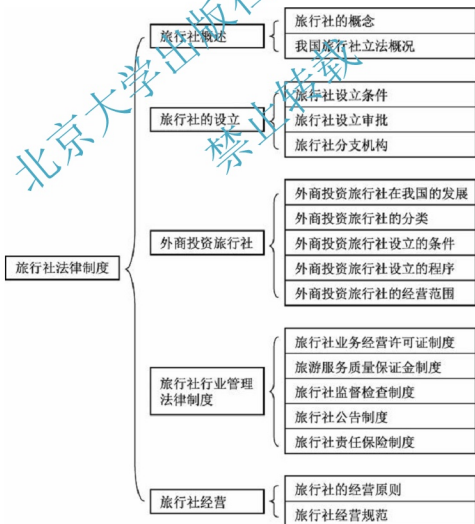 旅行社概述
旅行社的概念
我国旅行社立法概况
旅行社的设立
旅行社设立条件
旅行社设立审批
旅行社分支机构
旅行社法律制度
外商投资旅行社
外商投资旅行社在我国的发展
外商投资旅行社的分类
外商投资旅行社设立的条件
外商投资旅行社设立的程序
外商投资旅行社的经营范围
旅行社行业管理
法律制度
旅行社业务经营许可证制度
旅游服务质量保证金制度
旅行社监督检查制度
旅行社公告制度
旅行社责任保险制度
旅行社经营
旅行社的经营原则
旅行社经营规范
北京大学出版社
禁止转载